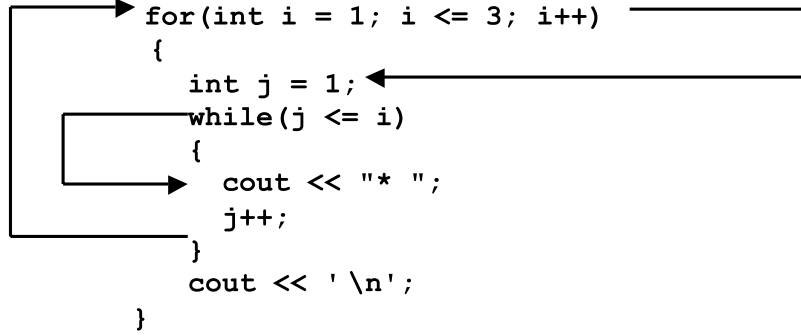 for(int i = 1; i <= 3; i++)
{
int j = 1;
while(j <= i)
{
cout << "* ";
j++;
}
cout << '\n';
}